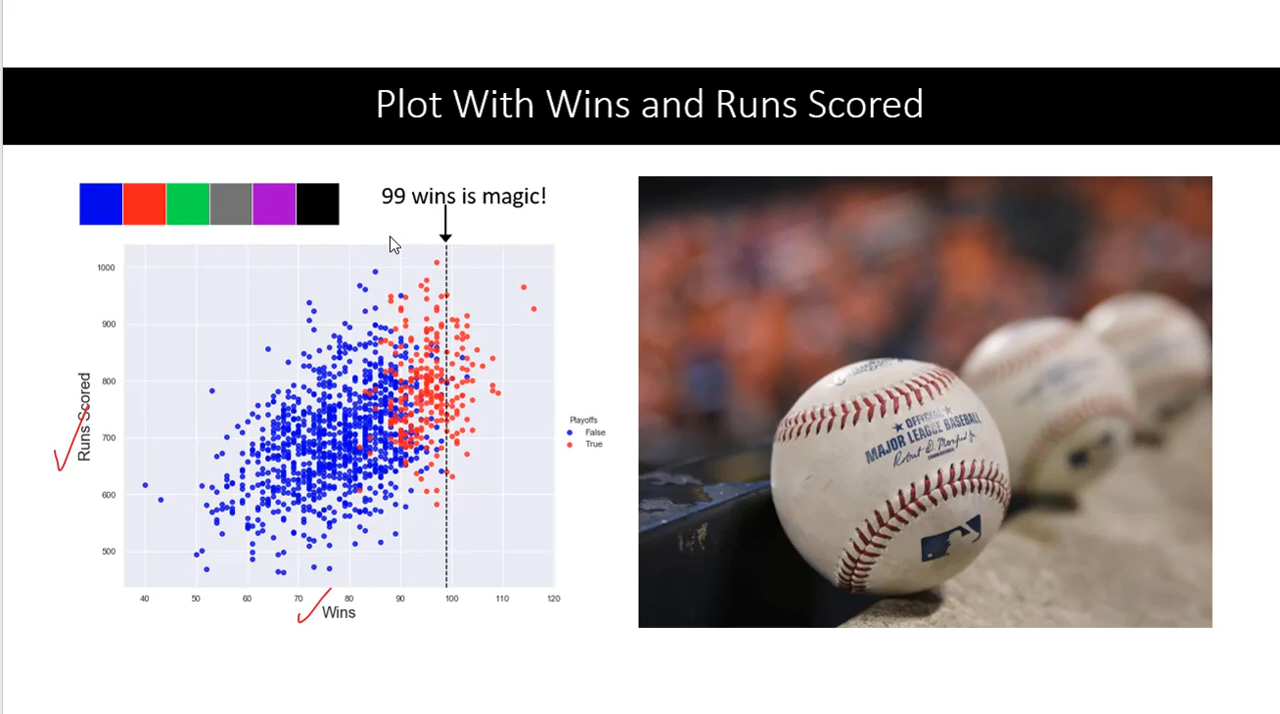 Plot With Wins and Runs Scored
99 wins is magic!
1000
900
800
700
600
500
Runs Scored
40 50 60 70 80 90 100 110 120
Wins
Playoffs
False
True
OFFICIAL
MAJOR LEAGUE BASEBALL